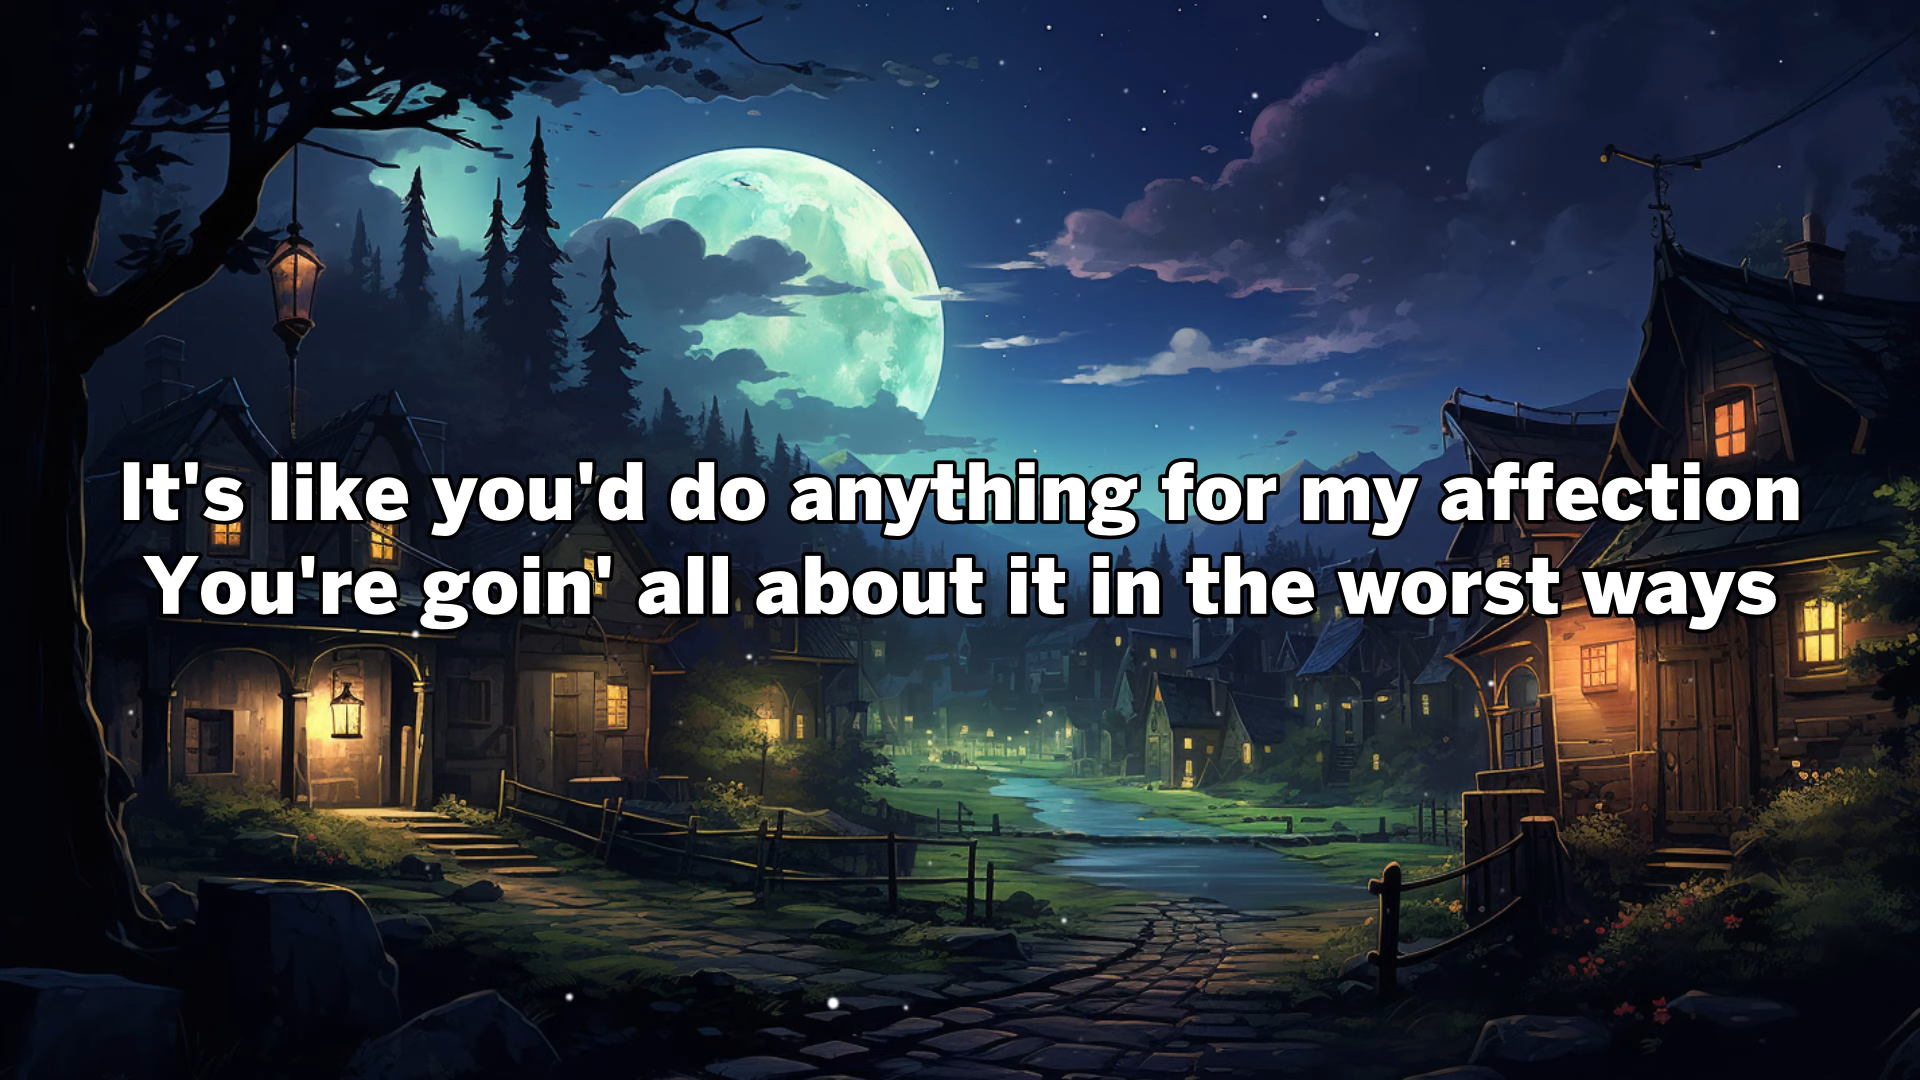 It's like you'd do anything for my affection
You're goin' all about it in the worst ways